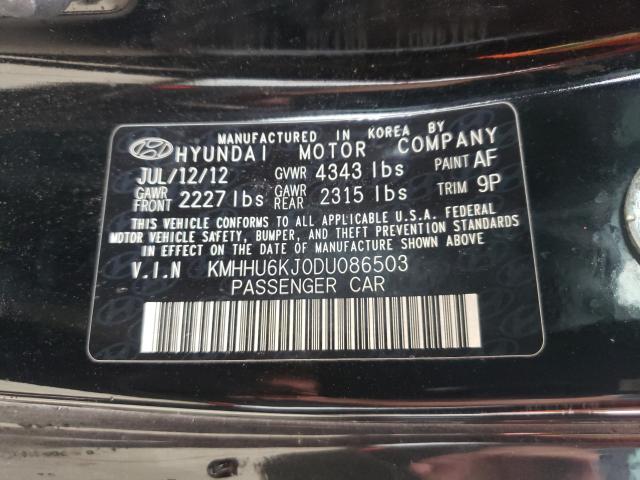 MANUFACTURED IN KOREA BY
HYUNDAI MOTOR COMPANY
JUL/12/12 GVWR 4343 lbs PAINT AF
GAWR FRONT 2227 lbs GAWR REAR 2315 lbs TRIM 9P
THIS VEHICLE CONFORMS TO ALL APPLICABLE U.S.A. FEDERAL
MOTOR VEHICLE SAFETY, BUMPER, AND THEFT PREVENTION STANDARDS
IN EFFECT ON THE DATE OF MANUFACTURE SHOWN ABOVE.
V.I.N KMHHU6KJ0DU086503
PASSENGER CAR